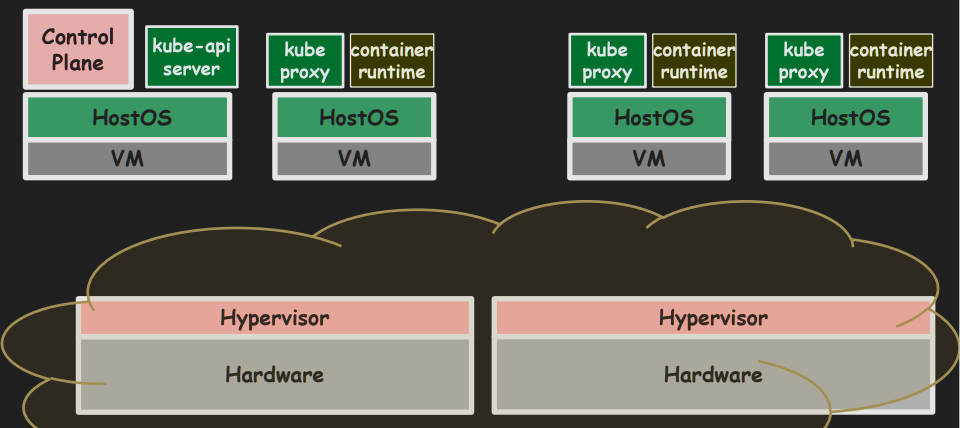 Control
Plane
kube-api
server
kube
proxy
container
runtime
kube
proxy
container
runtime
kube
proxy
container
runtime
HostOS
HostOS
HostOS
HostOS
VM
VM
VM
VM
Hypervisor
Hypervisor
Hardware
Hardware